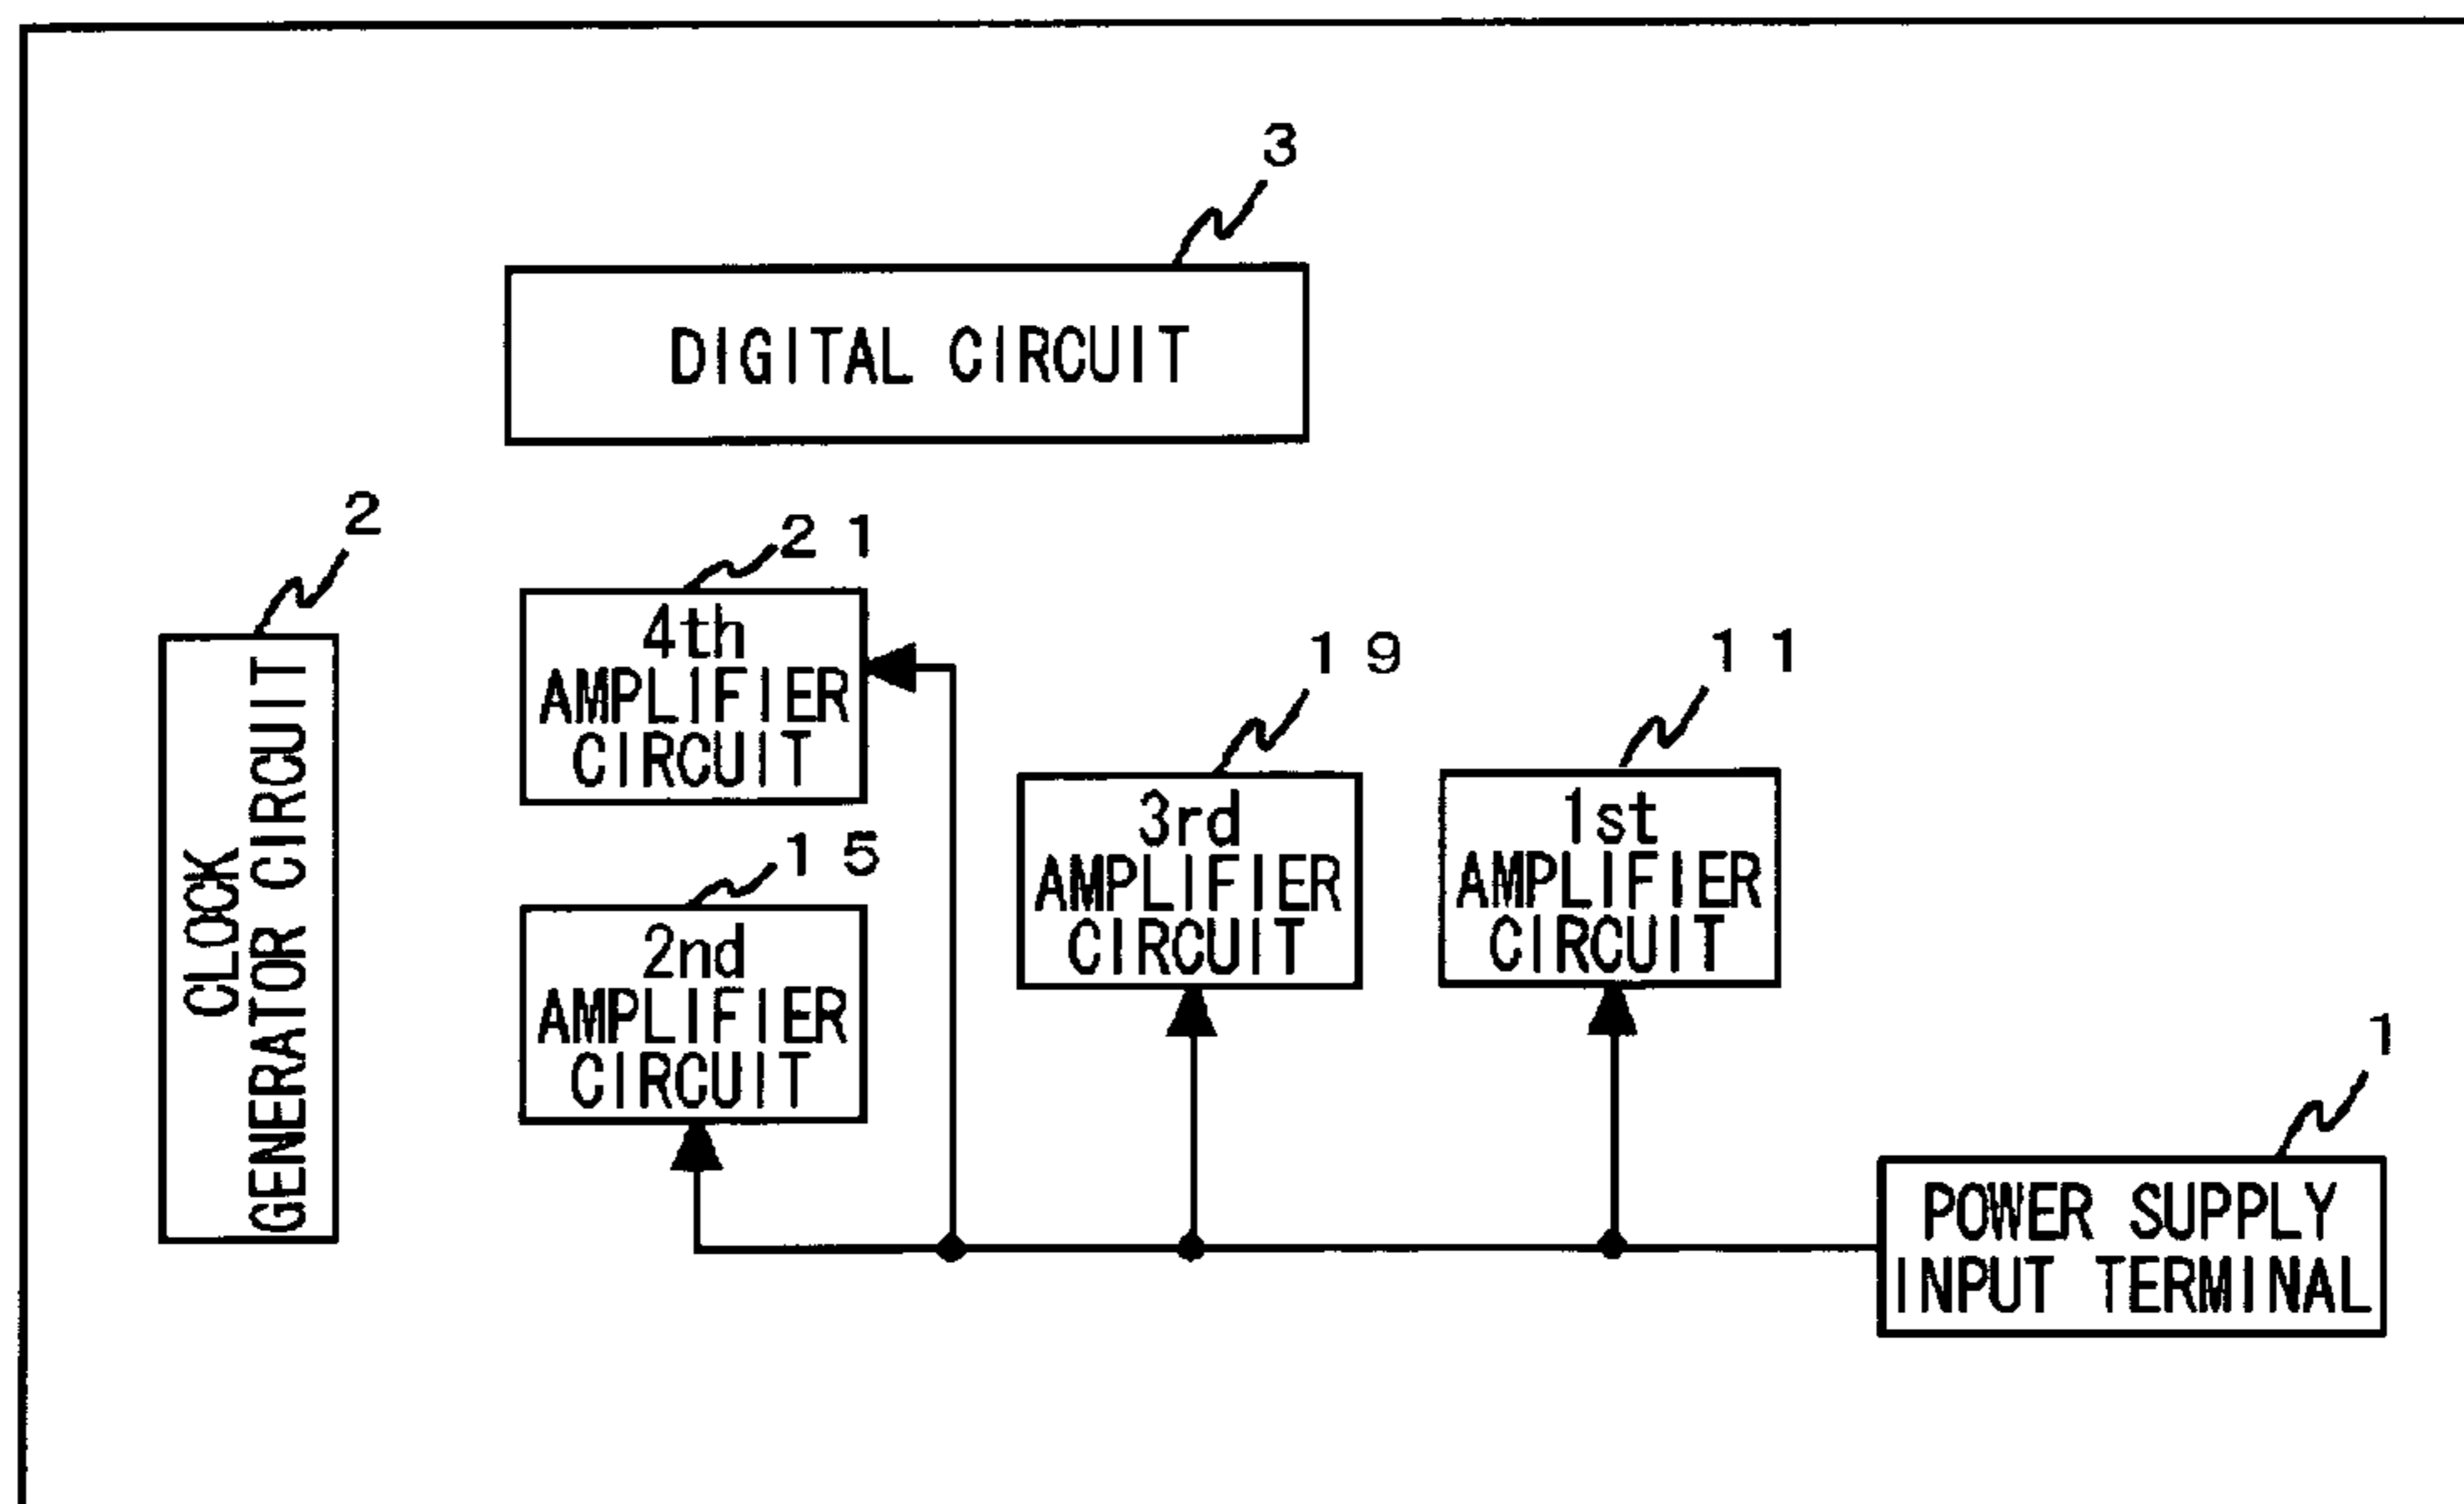 3
DIGITAL CIRCUIT
2
CLOCK
GENERATOR CIRCUIT
21
4th
AMPLIFIER
CIRCUIT
15
2nd
AMPLIFIER
CIRCUIT
19
3rd
AMPLIFIER
CIRCUIT
11
1st
AMPLIFIER
CIRCUIT
1
POWER SUPPLY
INPUT TERMINAL